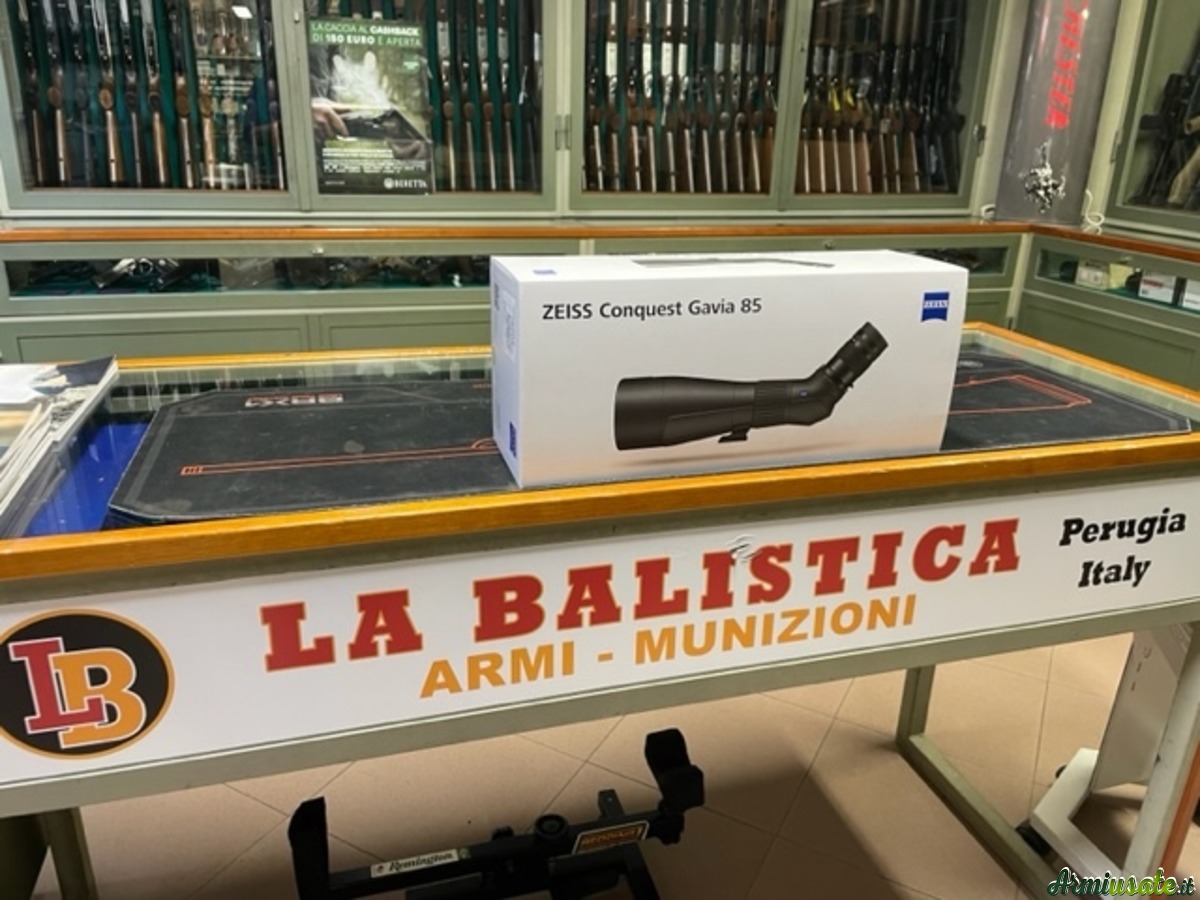 LA CACCIA AL CASHBACK
DI 150 EURO È APERTA
BERETTA
ZEISS Conquest Gavia 85
ZEISS
LA BALISTICA
ARMI - MUNIZIONI
Perugia
Italy
LB
Remington
Armiusate.it